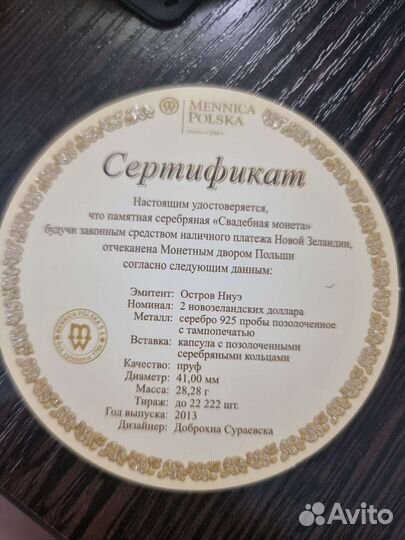 MENNICA
POLSKA
Сертификат
Настоящим удостоверяется,
что памятная серебряная «Свадебная монета»
будучи законным средством наличного платежа Новой Зеландии,
отчеканена Монетным двором Польши
согласно следующим данным:
Эмитент: Остров Ниуэ
Номинал: 2 новозеландских доллара
Металл: серебро 925 пробы позолоченное
с тампопечатью
Вставка: капсула с позолоченными
серебряными кольцами
Качество: пруф
Диаметр: 41,00 мм
Масса: 28,28 г
Тираж: до 22 222 шт.
Год выпуска: 2013
Дизайнер: Доброхна Сураевска
MENNICA POLSKA S.A.
Avito